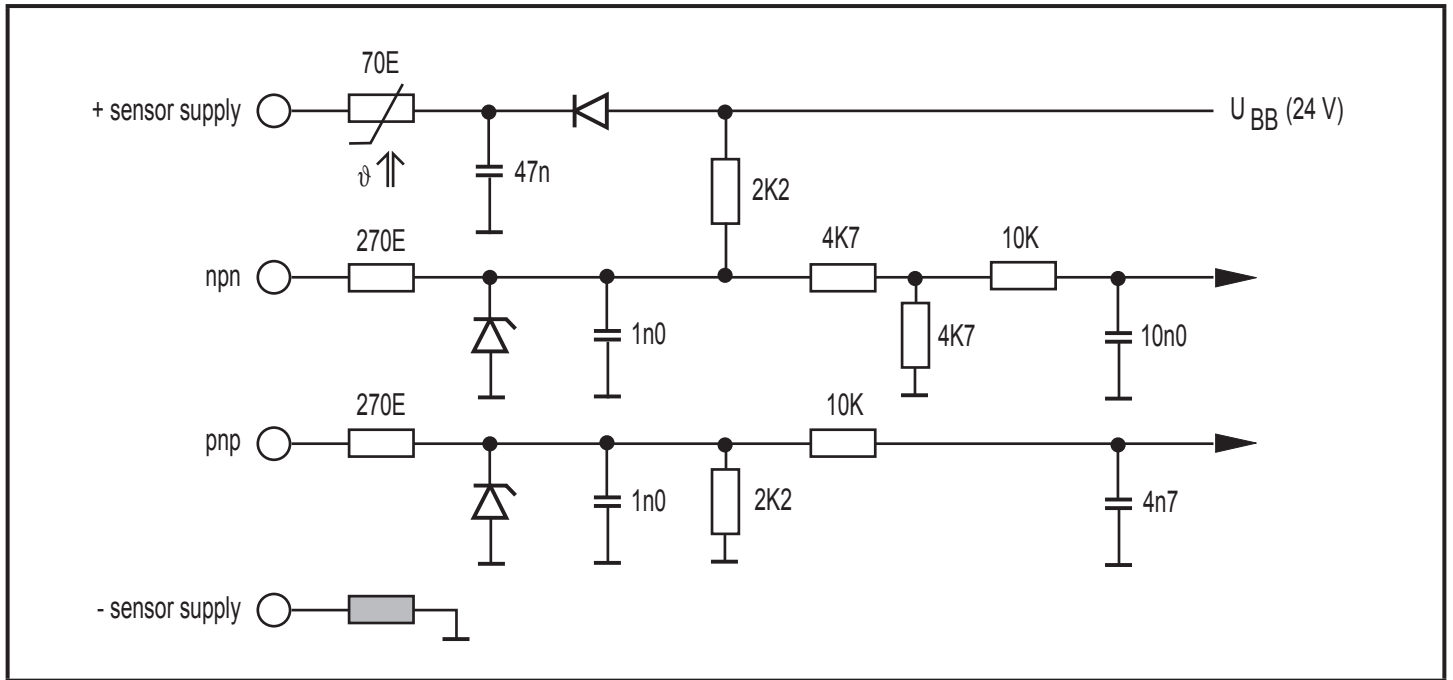 70E
+ sensor supply
U BB (24 V)
ϑ
47n
2K2
270E
4K7
10K
npn
1n0
4K7
10n0
270E
10K
pnp
1n0
2K2
4n7
- sensor supply